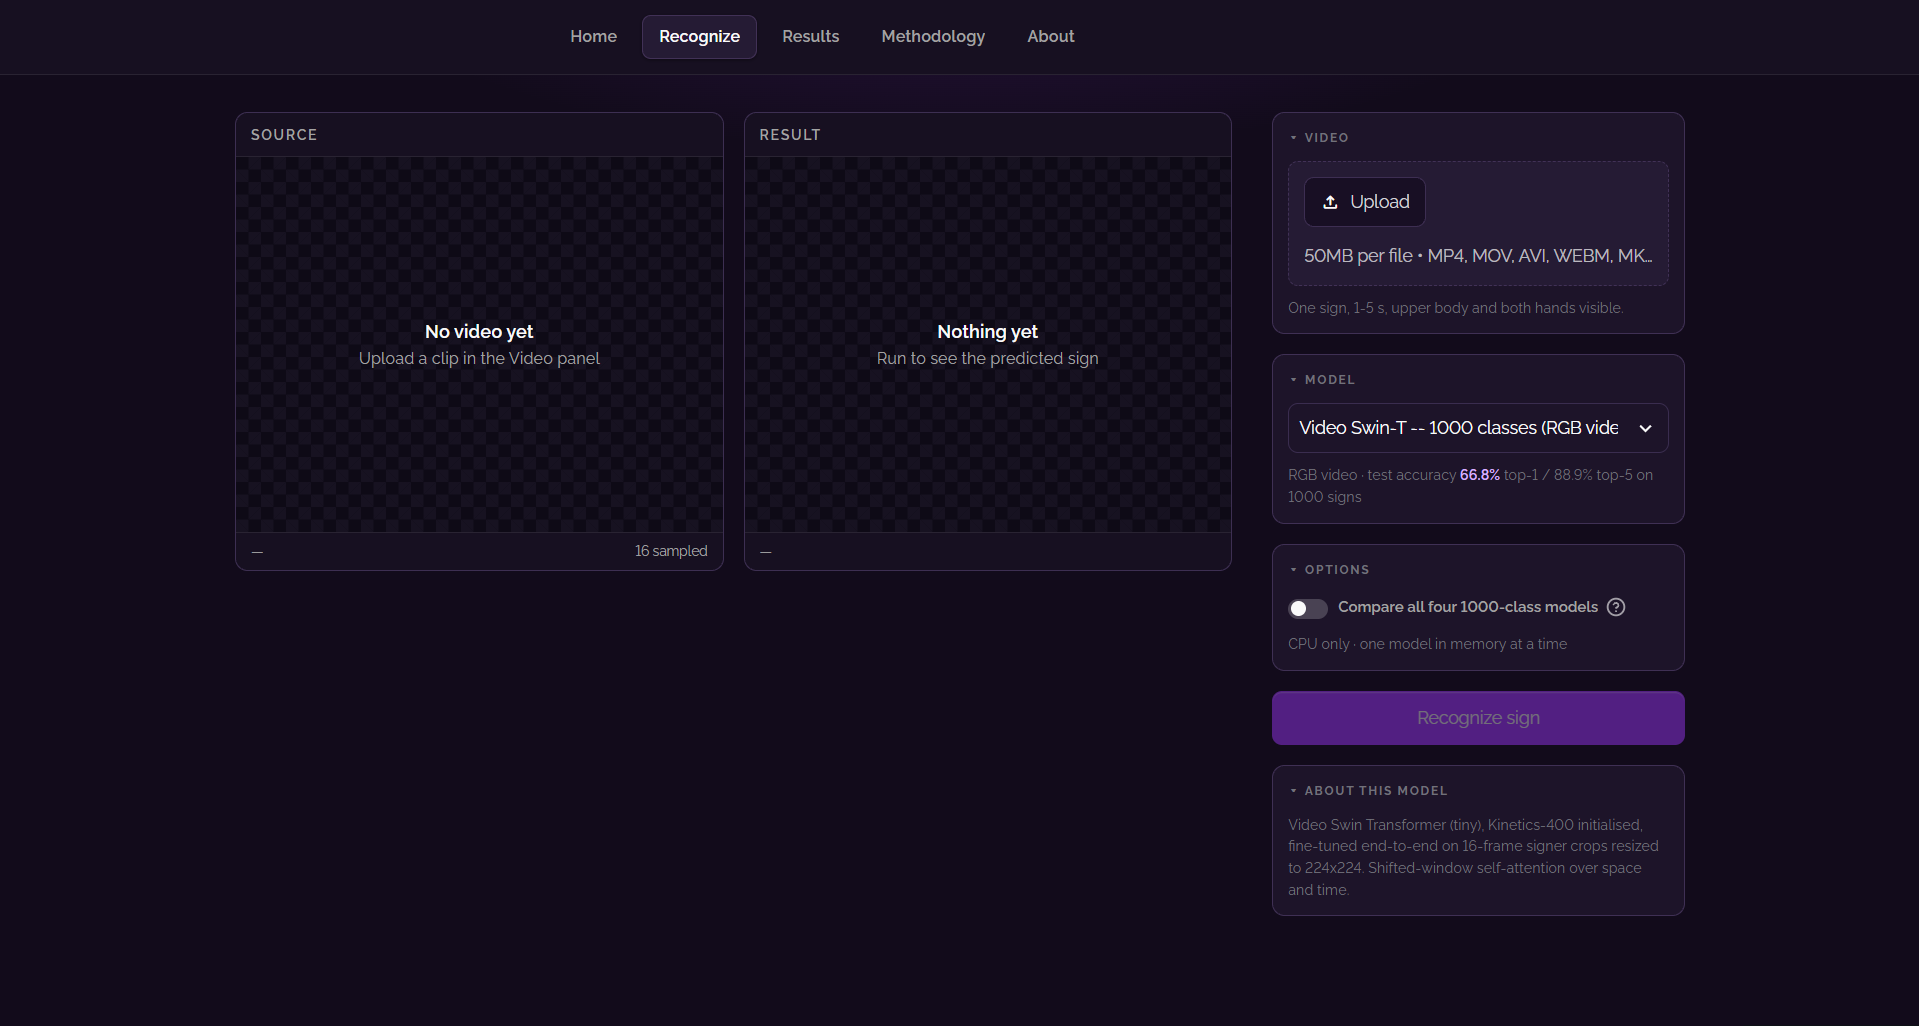 Home
Recognize
Results
Methodology
About
SOURCE
No video yet
Upload a clip in the Video panel
—
16 sampled
RESULT
Nothing yet
Run to see the predicted sign
—
VIDEO
Upload
50MB per file • MP4, MOV, AVI, WEBM, MK...
One sign, 1-5 s, upper body and both hands visible.
MODEL
Video Swin-T -- 1000 classes (RGB vide
RGB video · test accuracy 66.8% top-1 / 88.9% top-5 on
1000 signs
OPTIONS
Compare all four 1000-class models ?
CPU only · one model in memory at a time
Recognize sign
ABOUT THIS MODEL
Video Swin Transformer (tiny), Kinetics-400 initialised,
fine-tuned end-to-end on 16-frame signer crops resized
to 224x224. Shifted-window self-attention over space
and time.